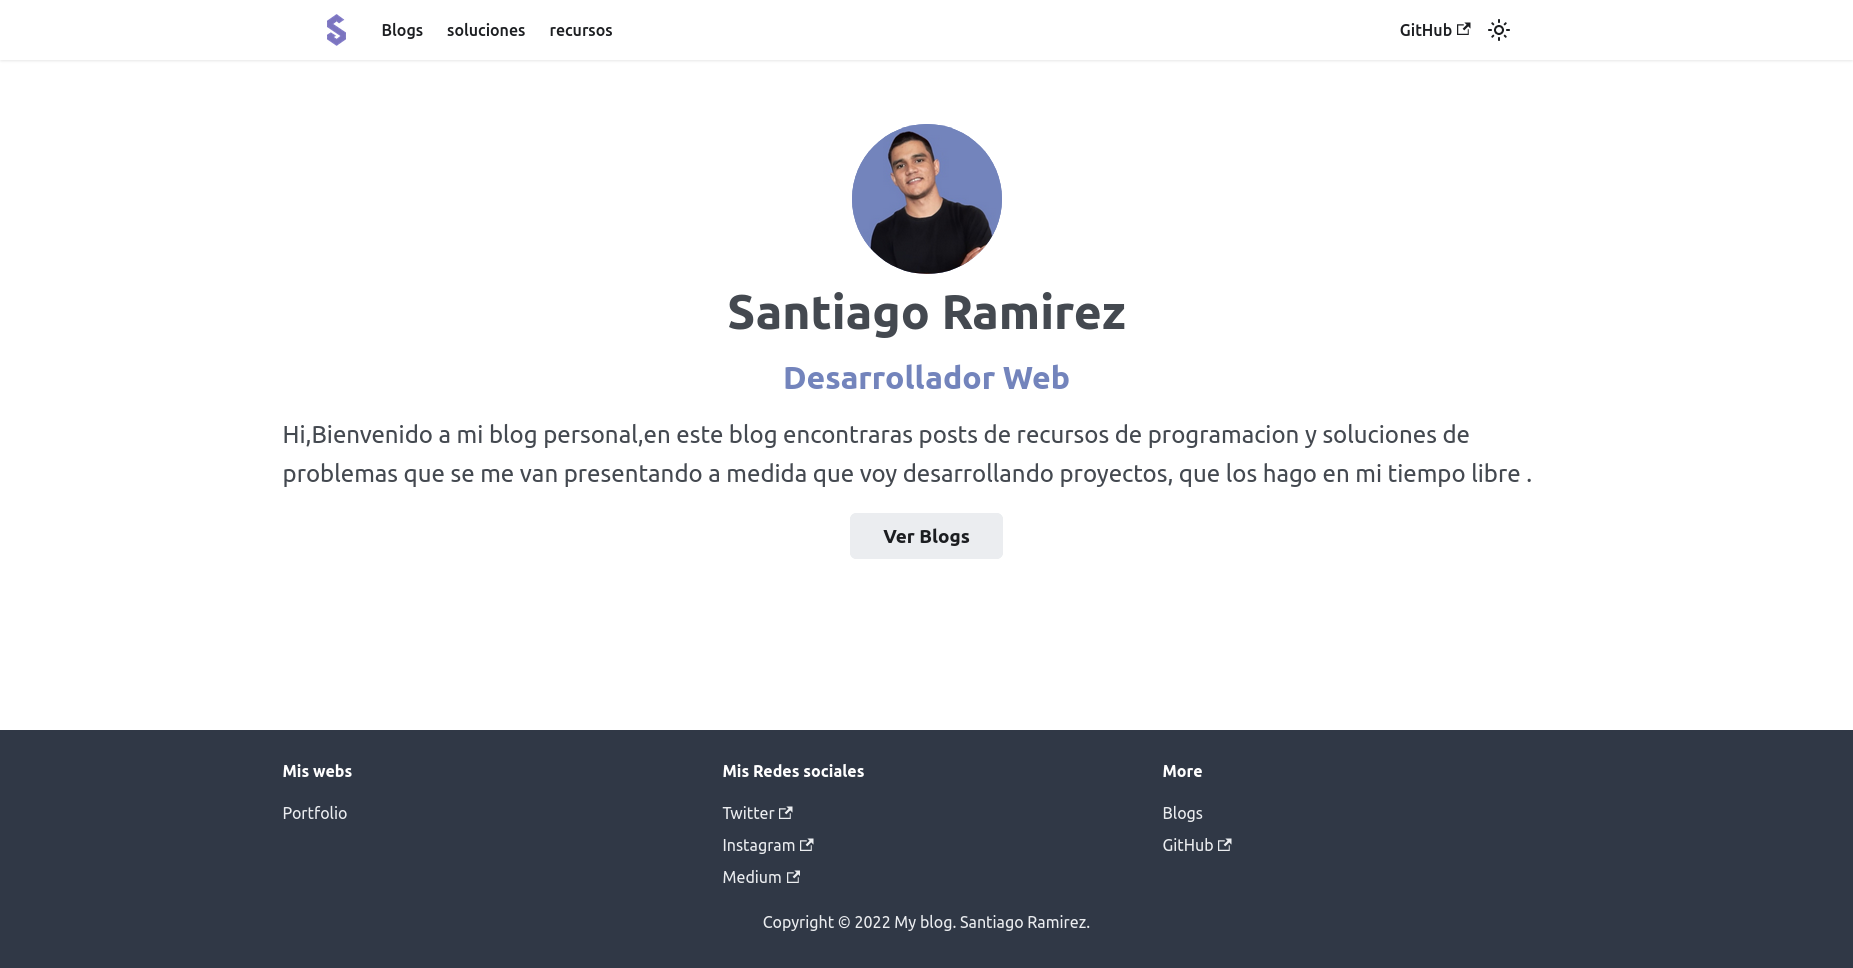 Blogs soluciones recursos GitHub
Santiago Ramirez
Desarrollador Web
Hi,Bienvenido a mi blog personal,en este blog encontraras posts de recursos de programacion y soluciones de
problemas que se me van presentando a medida que voy desarrollando proyectos, que los hago en mi tiempo libre .
Ver Blogs
Mis webs
Portfolio
Mis Redes sociales
Twitter
Instagram
Medium
More
Blogs
GitHub
Copyright © 2022 My blog. Santiago Ramirez.